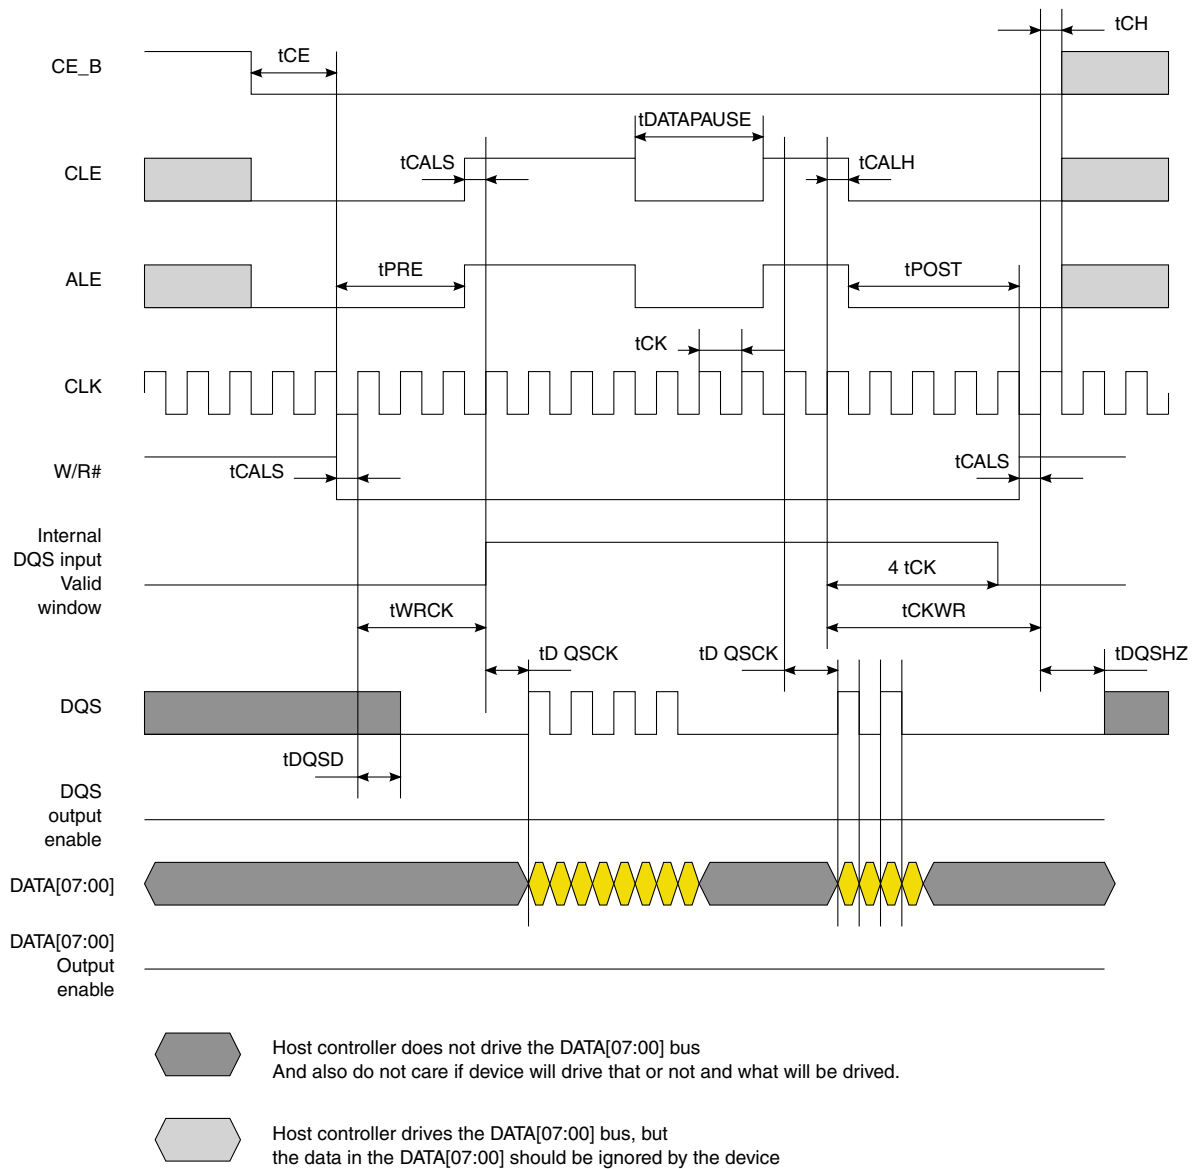 tCH
CE_B
tCE
tDATAPAUSE
CLE
tCALS
tCALH
ALE
tPRE
tPOST
tCK
CLK
W/R#
tCALS
tCALS
Internal
DQS input
Valid
window
4 tCK
tWRCK
tCKWR
tD QSCK
tD QSCK
tDQSHZ
DQS
tDQSD
DQS
output
enable
DATA[07:00]
DATA[07:00]
Output
enable
Host controller does not drive the DATA[07:00] bus
And also do not care if device will drive that or not and what will be drived.
Host controller drives the DATA[07:00] bus, but
the data in the DATA[07:00] should be ignored by the device